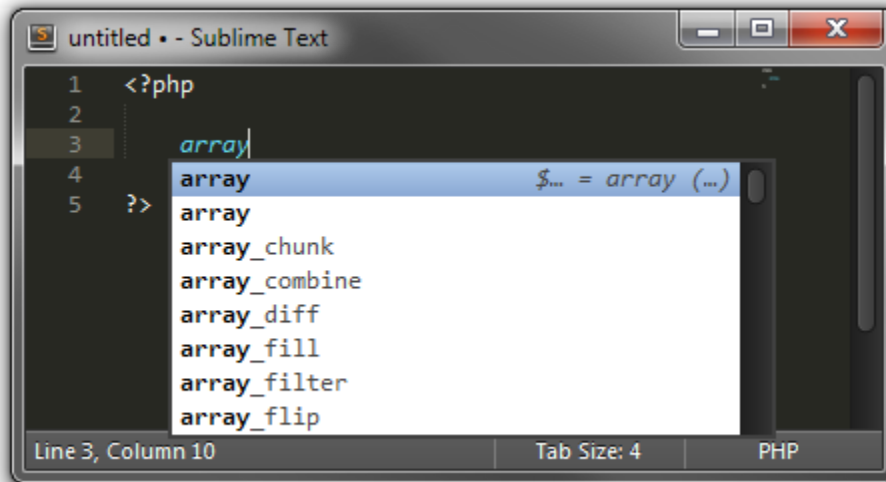 untitled • - Sublime Text
1 <?php
2
3 array
4
5 ?>
array $… = array (…)
array
array_chunk
array_combine
array_diff
array_fill
array_filter
array_flip
Line 3, Column 10 Tab Size: 4 PHP